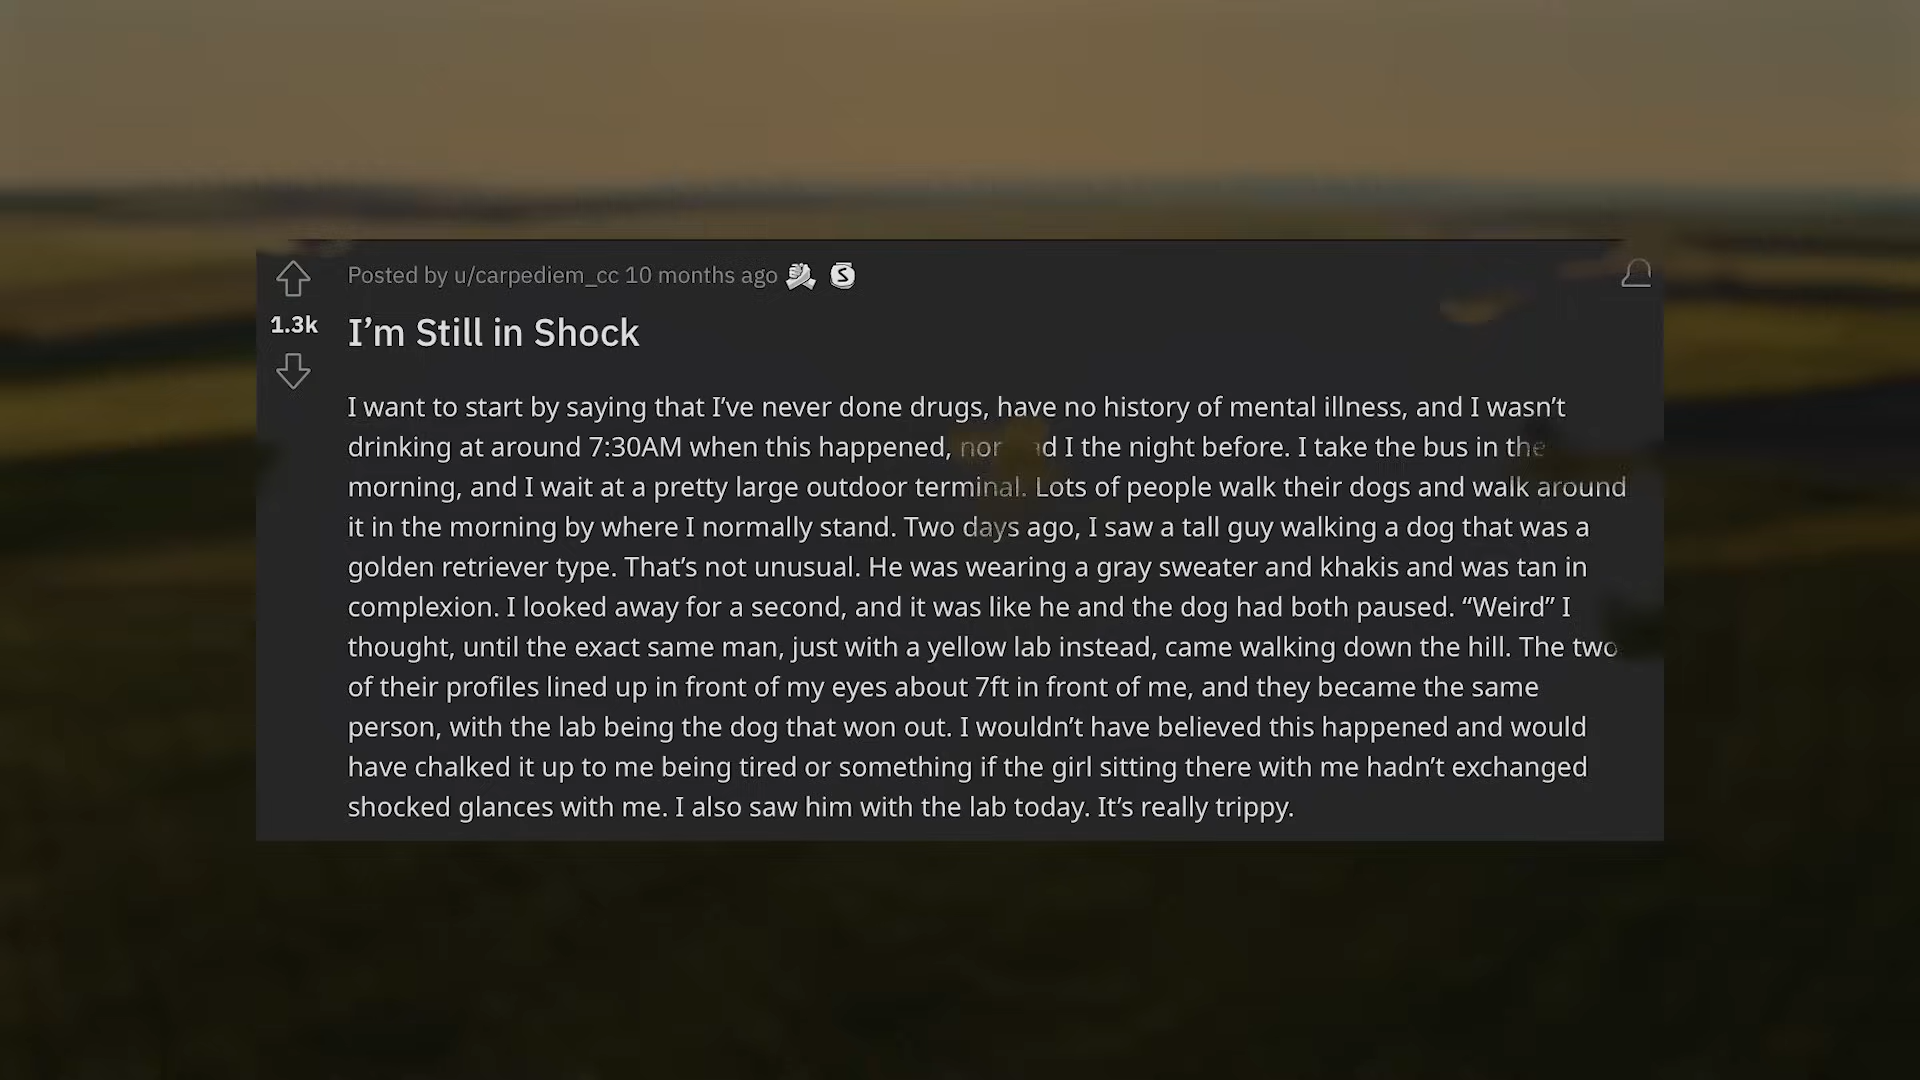 Posted by u/carpediem_cc 10 months ago
1.3k
I’m Still in Shock
I want to start by saying that I’ve never done drugs, have no history of mental illness, and I wasn’t
drinking at around 7:30AM when this happened, nor I the night before. I take the bus in the
morning, and I wait at a pretty large outdoor terminal. Lots of people walk their dogs and walk around
it in the morning by where I normally stand. Two days ago, I saw a tall guy walking a dog that was a
golden retriever type. That’s not unusual. He was wearing a gray sweater and khakis and was tan in
complexion. I looked away for a second, and it was like he and the dog had both paused. “Weird” I
thought, until the exact same man, just with a yellow lab instead, came walking down the hill. The two
of their profiles lined up in front of my eyes about 7ft in front of me, and they became the same
person, with the lab being the dog that won out. I wouldn’t have believed this happened and would
have chalked it up to me being tired or something if the girl sitting there with me hadn’t exchanged
shocked glances with me. I also saw him with the lab today. It’s really trippy.